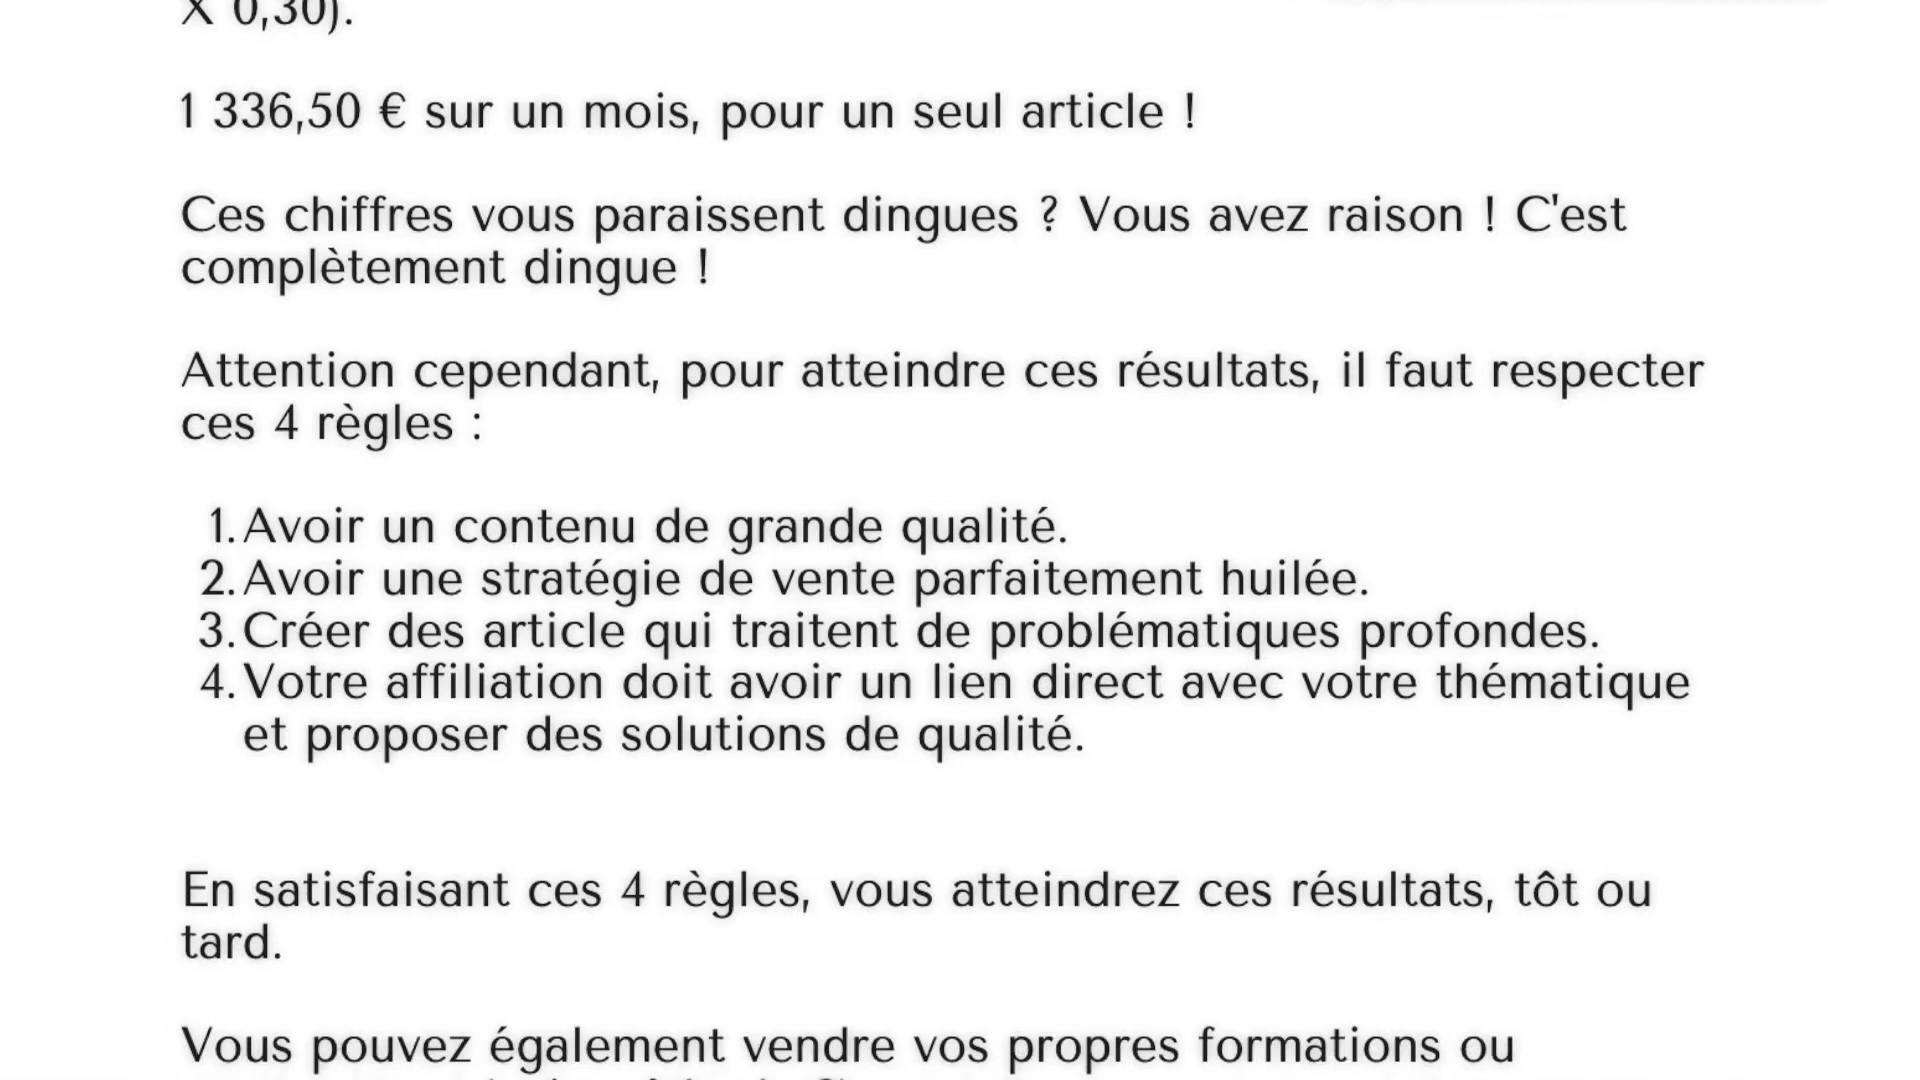 X 0,30).
1 336,50 € sur un mois, pour un seul article !
Ces chiffres vous paraissent dingues ? Vous avez raison ! C'est
complètement dingue !
Attention cependant, pour atteindre ces résultats, il faut respecter
ces 4 règles :
1. Avoir un contenu de grande qualité.
2. Avoir une stratégie de vente parfaitement huilée.
3. Créer des article qui traitent de problématiques profondes.
4. Votre affiliation doit avoir un lien direct avec votre thématique
et proposer des solutions de qualité.
En satisfaisant ces 4 règles, vous atteindrez ces résultats, tôt ou
tard.
Vous pouvez également vendre vos propres formations ou